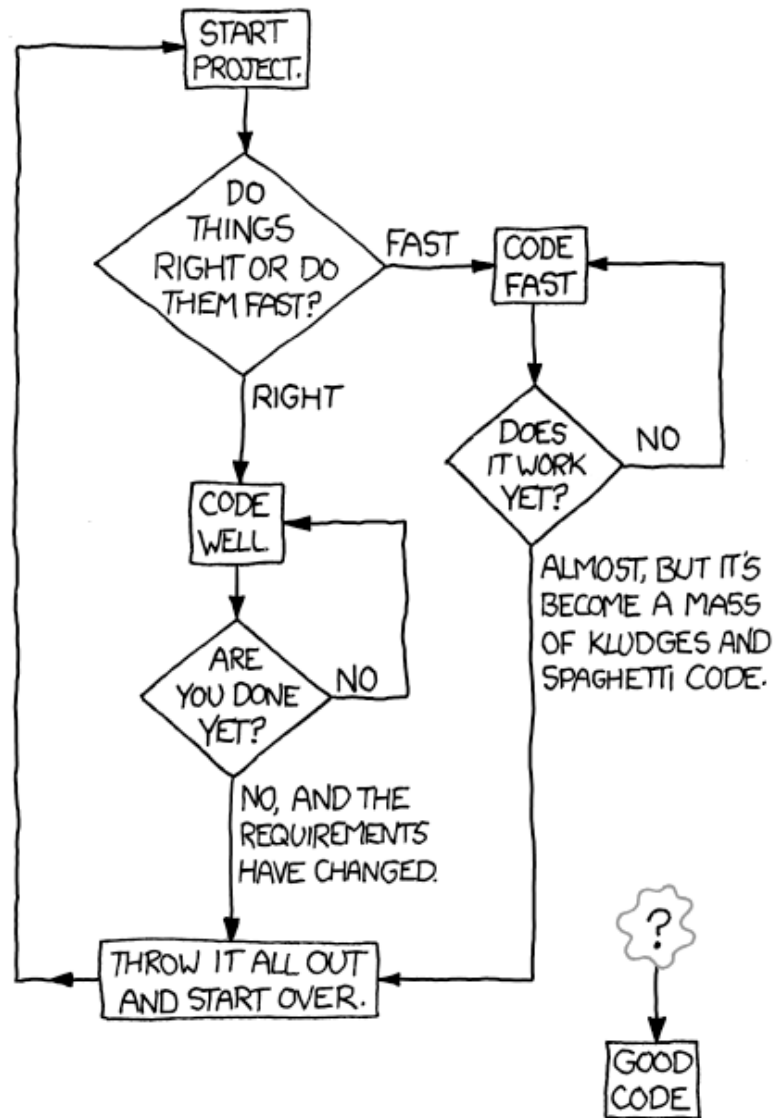 START
PROJECT.
DO
THINGS
RIGHT OR DO
THEM FAST?
FAST
CODE
FAST
RIGHT
DOES
IT WORK
YET?
NO
CODE
WELL
ALMOST, BUT IT'S
BECOME A MASS
OF KLUDGES AND
SPAGHETTI CODE.
ARE
YOU DONE
YET?
NO
NO, AND THE
REQUIREMENTS
HAVE CHANGED.
THROW IT ALL OUT
AND START OVER.
?
GOOD
CODE